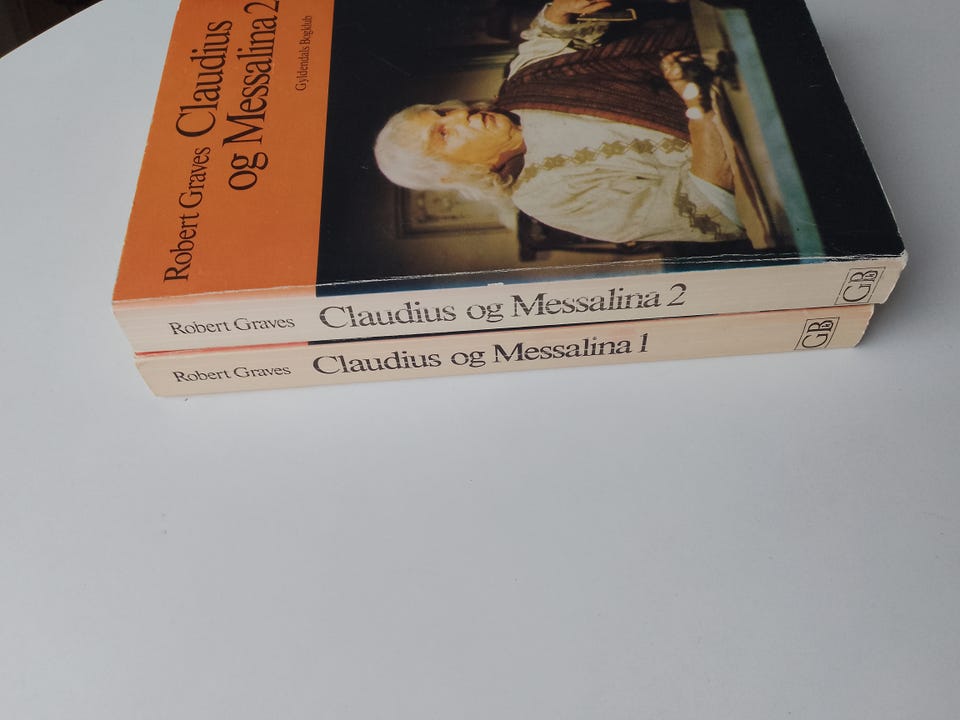 Robert Graves Claudius
og Messalina 2
Gyldendals Bogklub
Robert Graves Claudius og Messalina 2 GB
Robert Graves Claudius og Messalina 1 GB